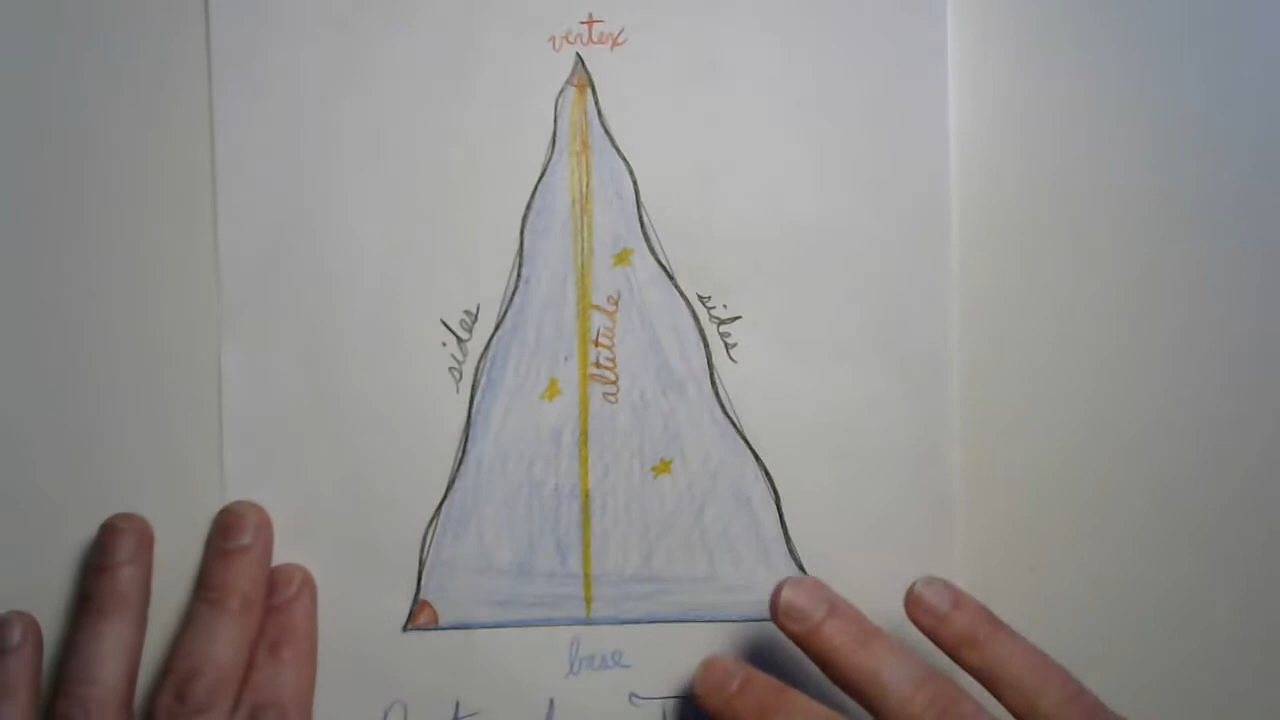 vertex
sides
sides
altitude
base